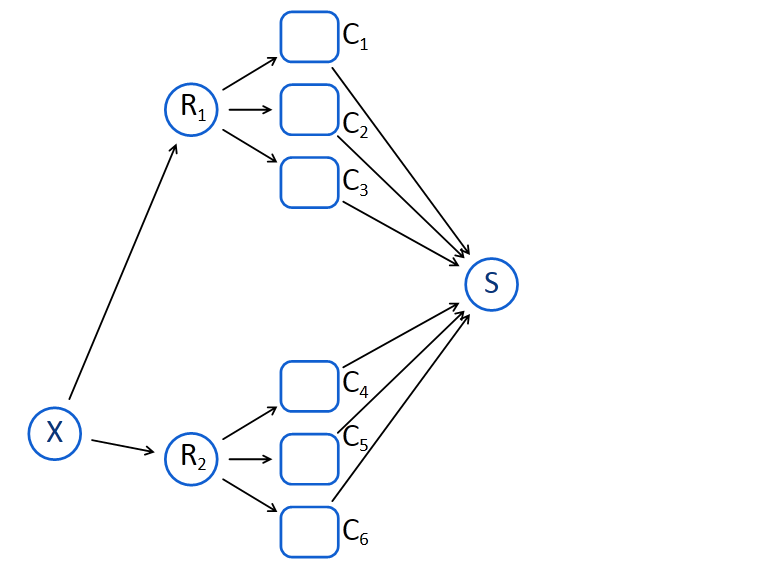 C₁
R₁
C₂
C₃
S
C₄
X
C₅
R₂
C₆